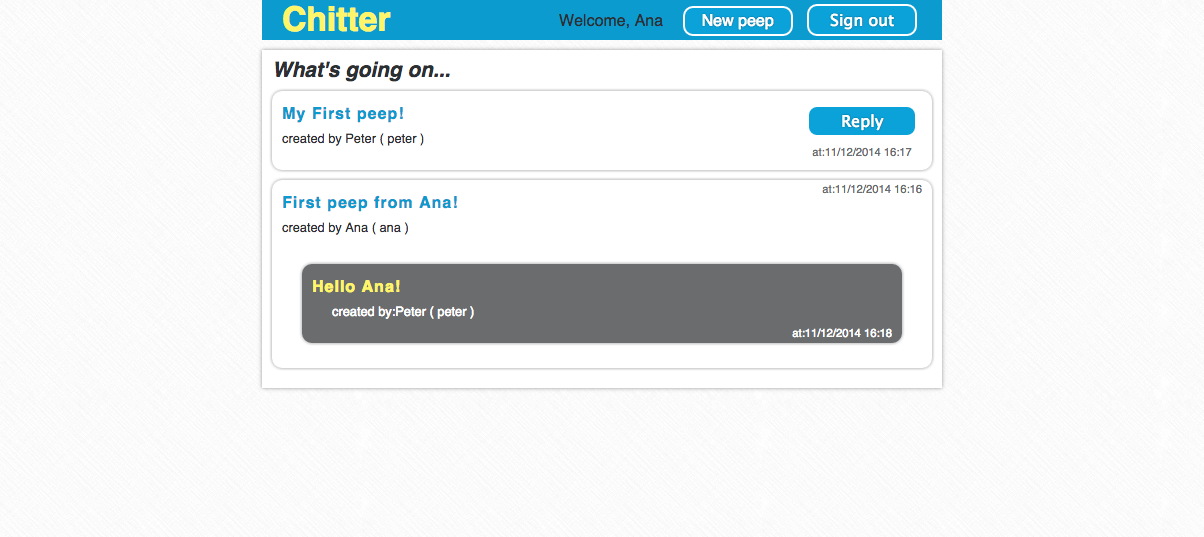 Chitter
Welcome, Ana
New peep
Sign out
What's going on...
My First peep!
Reply
created by Peter ( peter )
at:11/12/2014 16:17
at:11/12/2014 16:16
First peep from Ana!
created by Ana ( ana )
Hello Ana!
created by:Peter ( peter )
at:11/12/2014 16:18